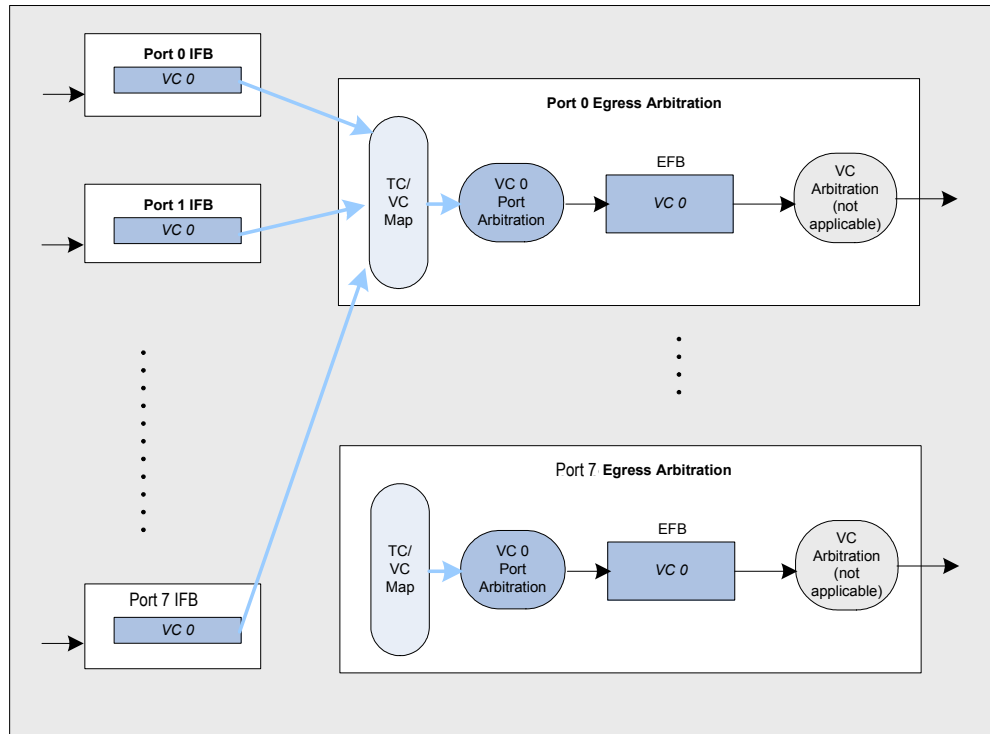 Port 0 IFB
VC 0
Port 1 IFB
VC 0
Port 7 IFB
VC 0
Port 0 Egress Arbitration
TC/
VC
Map
VC 0
Port
Arbitration
EFB
VC 0
VC
Arbitration
(not
applicable)
Port 7 Egress Arbitration
TC/
VC
Map
VC 0
Port
Arbitration
EFB
VC 0
VC
Arbitration
(not
applicable)